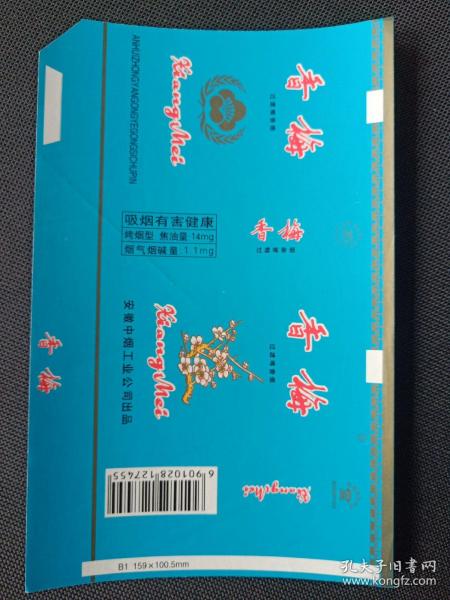 ANHUIZHONGYANGONGYEGONGSICHUPIN
XiangMei
香梅
过滤嘴香烟
吸烟有害健康
烤烟型 焦油量:14mg
烟气烟碱量:1.1mg
香梅
过滤嘴香烟
安徽中烟工业公司出品
XiangMei
香梅
过滤嘴香烟
香梅
XiangMei
6 901028 127455
B1 159×100.5mm
孔夫子旧书网
www.kongfz.com